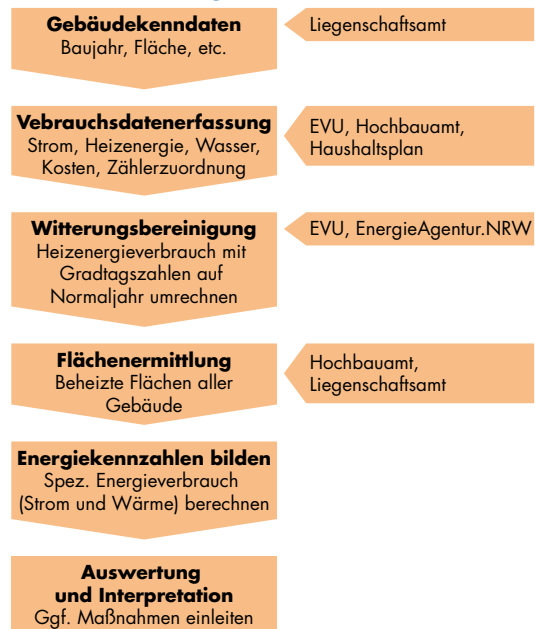 Gebäudekenndaten
Baujahr, Fläche, etc.
Liegenschaftsamt
Vebrauchsdatenerfassung
Strom, Heizenergie, Wasser,
Kosten, Zählerzuordnung
EVU, Hochbauamt,
Haushaltsplan
Witterungsbereinigung
Heizenergieverbrauch mit
Gradtagszahlen auf
Normaljahr umrechnen
EVU, EnergieAgentur.NRW
Flächenermittlung
Beheizte Flächen aller
Gebäude
Hochbauamt,
Liegenschaftsamt
Energiekennzahlen bilden
Spez. Energieverbrauch
(Strom und Wärme) berechnen
Auswertung
und Interpretation
Ggf. Maßnahmen einleiten